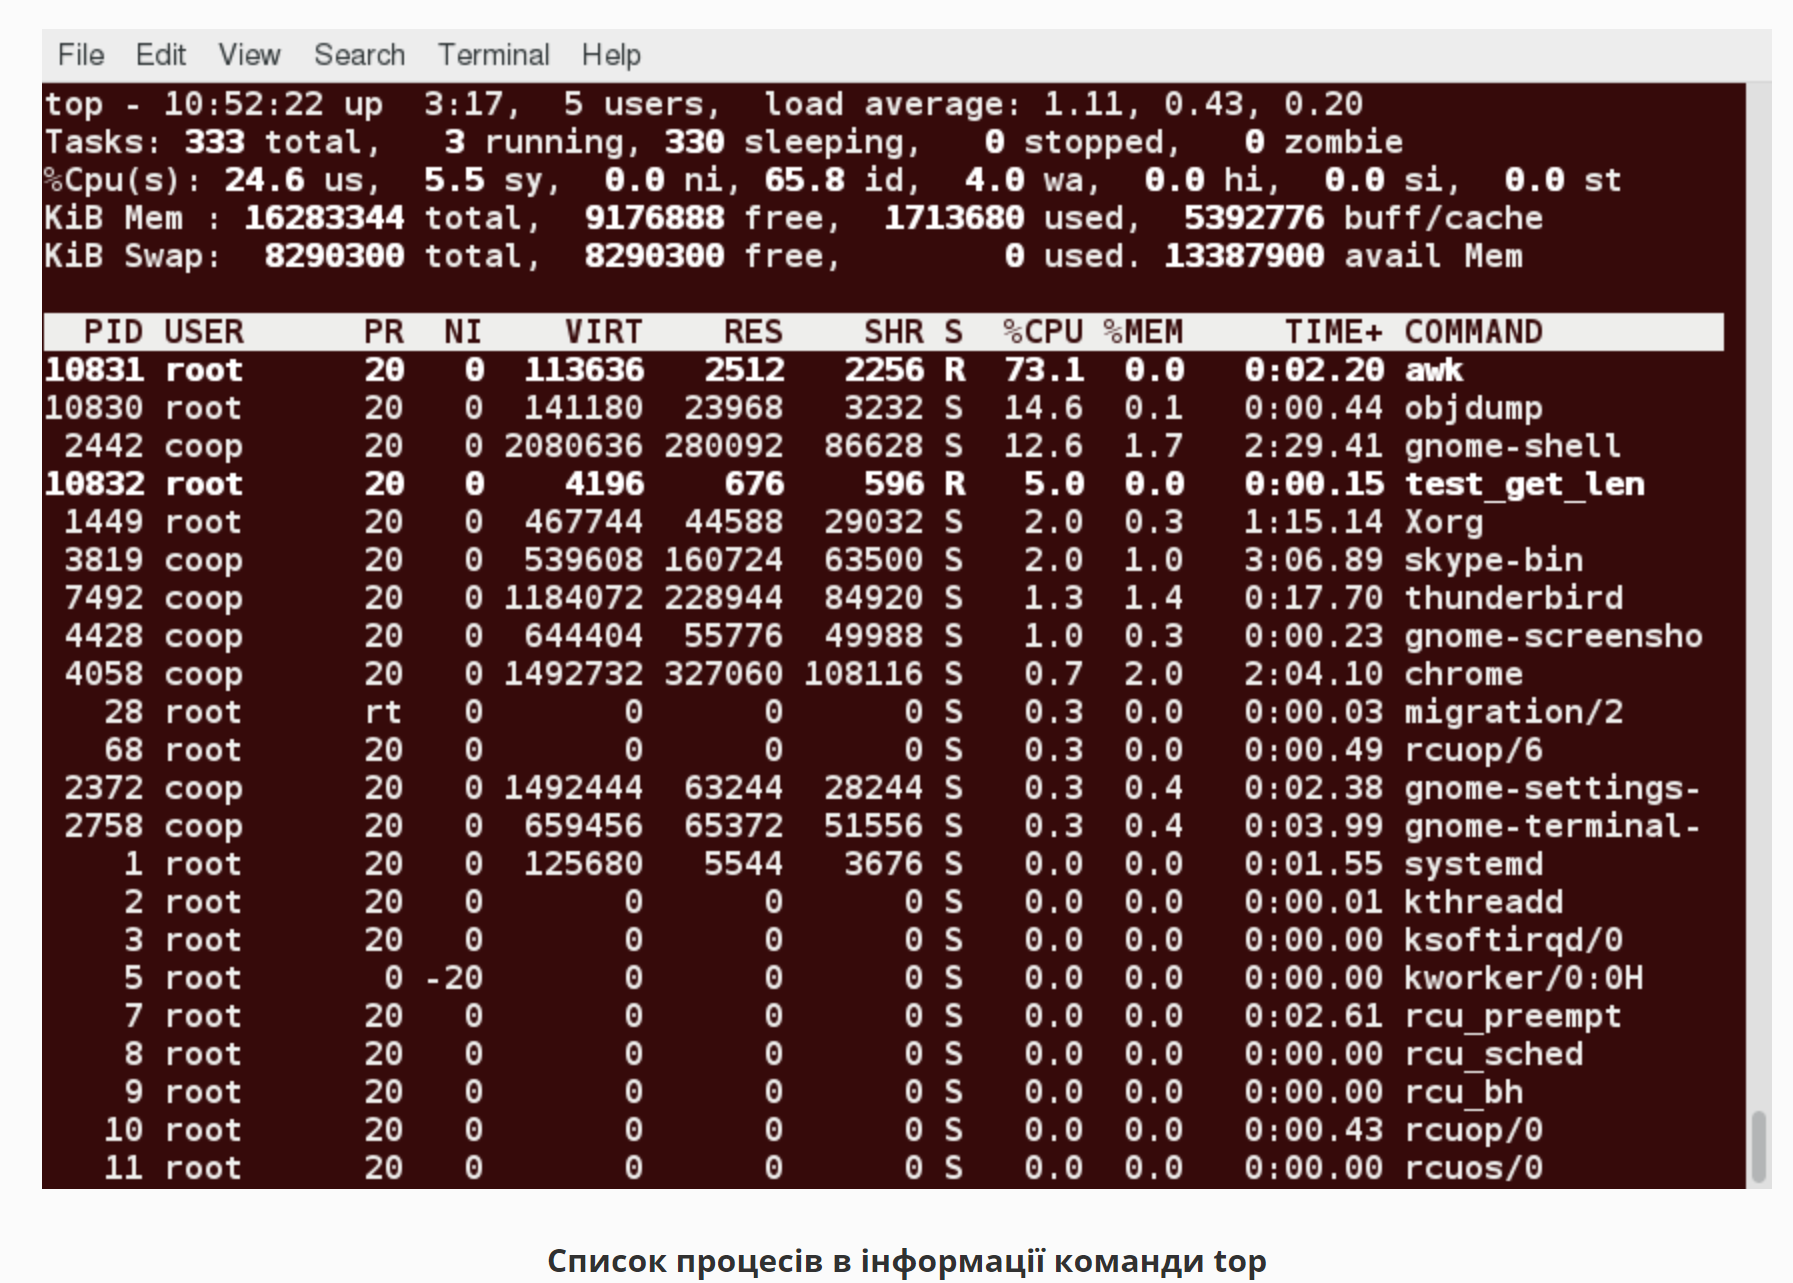 File Edit View Search Terminal Help
top - 10:52:22 up  3:17,  5 users,  load average: 1.11, 0.43, 0.20
Tasks: 333 total,   3 running, 330 sleeping,   0 stopped,   0 zombie
%Cpu(s): 24.6 us,  5.5 sy,  0.0 ni, 65.8 id,  4.0 wa,  0.0 hi,  0.0 si,  0.0 st
KiB Mem : 16283344 total,  9176888 free,  1713680 used,  5392776 buff/cache
KiB Swap:  8290300 total,  8290300 free,        0 used. 13387900 avail Mem
PID USER PR NI VIRT RES SHR S %CPU %MEM TIME+ COMMAND
10831 root 20 0 113636 2512 2256 R 73.1 0.0 0:02.20 awk
10830 root 20 0 141180 23968 3232 S 14.6 0.1 0:00.44 objdump
2442 coop 20 0 2080636 280092 86628 S 12.6 1.7 2:29.41 gnome-shell
10832 root 20 0 4196 676 596 R 5.0 0.0 0:00.15 test_get_len
1449 root 20 0 467744 44588 29032 S 2.0 0.3 1:15.14 Xorg
3819 coop 20 0 539608 160724 63500 S 2.0 1.0 3:06.89 skype-bin
7492 coop 20 0 1184072 228944 84920 S 1.3 1.4 0:17.70 thunderbird
4428 coop 20 0 644404 55776 49988 S 1.0 0.3 0:00.23 gnome-screensho
4058 coop 20 0 1492732 327060 108116 S 0.7 2.0 2:04.10 chrome
28 root rt 0 0 0 0 S 0.3 0.0 0:00.03 migration/2
68 root 20 0 0 0 0 S 0.3 0.0 0:00.49 rcuop/6
2372 coop 20 0 1492444 63244 28244 S 0.3 0.4 0:02.38 gnome-settings-
2758 coop 20 0 659456 65372 51556 S 0.3 0.4 0:03.99 gnome-terminal-
1 root 20 0 125680 5544 3676 S 0.0 0.0 0:01.55 systemd
2 root 20 0 0 0 0 S 0.0 0.0 0:00.01 kthreadd
3 root 20 0 0 0 0 S 0.0 0.0 0:00.00 ksoftirqd/0
5 root 0 -20 0 0 0 S 0.0 0.0 0:00.00 kworker/0:0H
7 root 20 0 0 0 0 S 0.0 0.0 0:02.61 rcu_preempt
8 root 20 0 0 0 0 S 0.0 0.0 0:00.00 rcu_sched
9 root 20 0 0 0 0 S 0.0 0.0 0:00.00 rcu_bh
10 root 20 0 0 0 0 S 0.0 0.0 0:00.43 rcuop/0
11 root 20 0 0 0 0 S 0.0 0.0 0:00.00 rcuos/0
Список процесів в інформації команди top